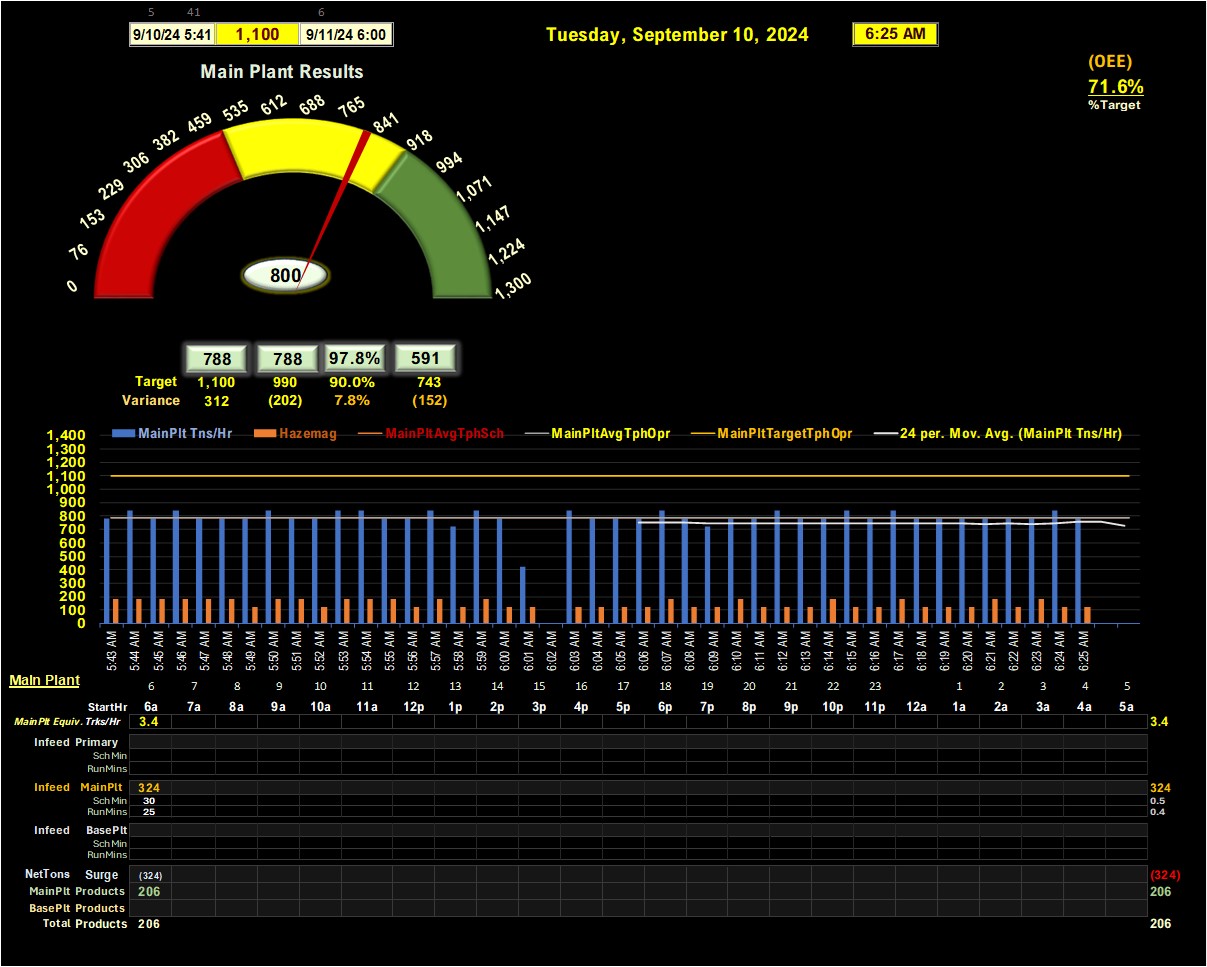 5 41 6
9/10/24 5:41 1,100 9/11/24 6:00 Tuesday, September 10, 2024 6:25 AM
(OEE)
71.6%
%Target
Main Plant Results
0 76 153 229 306 382 459 535 612 688 765 841 918 994 1,071 1,147 1,224 1,300
800
788 788 97.8% 591
Target 1,100 990 90.0% 743
Variance 312 (202) 7.8% (152)
MainPlt Tns/Hr Hazemag MainPltAvgTphSch MainPltAvgTphOpr MainPltTargetTphOpr 24 per. Mov. Avg. (MainPlt Tns/Hr)
1,400
1,300
1,200
1,100
1,000
900
800
700
600
500
400
300
200
100
0
5:43 AM 5:44 AM 5:45 AM 5:46 AM 5:47 AM 5:48 AM 5:49 AM 5:50 AM 5:51 AM 5:52 AM 5:53 AM 5:54 AM 5:55 AM 5:56 AM 5:57 AM 5:58 AM 5:59 AM 6:00 AM 6:01 AM 6:02 AM 6:03 AM 6:04 AM 6:05 AM 6:06 AM 6:07 AM 6:08 AM 6:09 AM 6:10 AM 6:11 AM 6:12 AM 6:13 AM 6:14 AM 6:15 AM 6:16 AM 6:17 AM 6:18 AM 6:20 AM 6:21 AM 6:22 AM 6:23 AM 6:24 AM 6:25 AM
Main Plant
6 7 8 9 10 11 12 13 14 15 16 17 18 19 20 21 22 23 1 2 3 4 5
StartHr 6a 7a 8a 9a 10a 11a 12p 1p 2p 3p 4p 5p 6p 7p 8p 9p 10p 11p 12a 1a 2a 3a 4a 5a
MainPlt Equiv. Trks/Hr 3.4 3.4
Infeed Primary
Sch Min
RunMins
Infeed MainPlt 324 324
Sch Min 30 0.5
RunMins 25 0.4
Infeed BasePlt
Sch Min
RunMins
NetTons Surge (324) (324)
MainPlt Products 206 206
BasePlt Products
Total Products 206 206